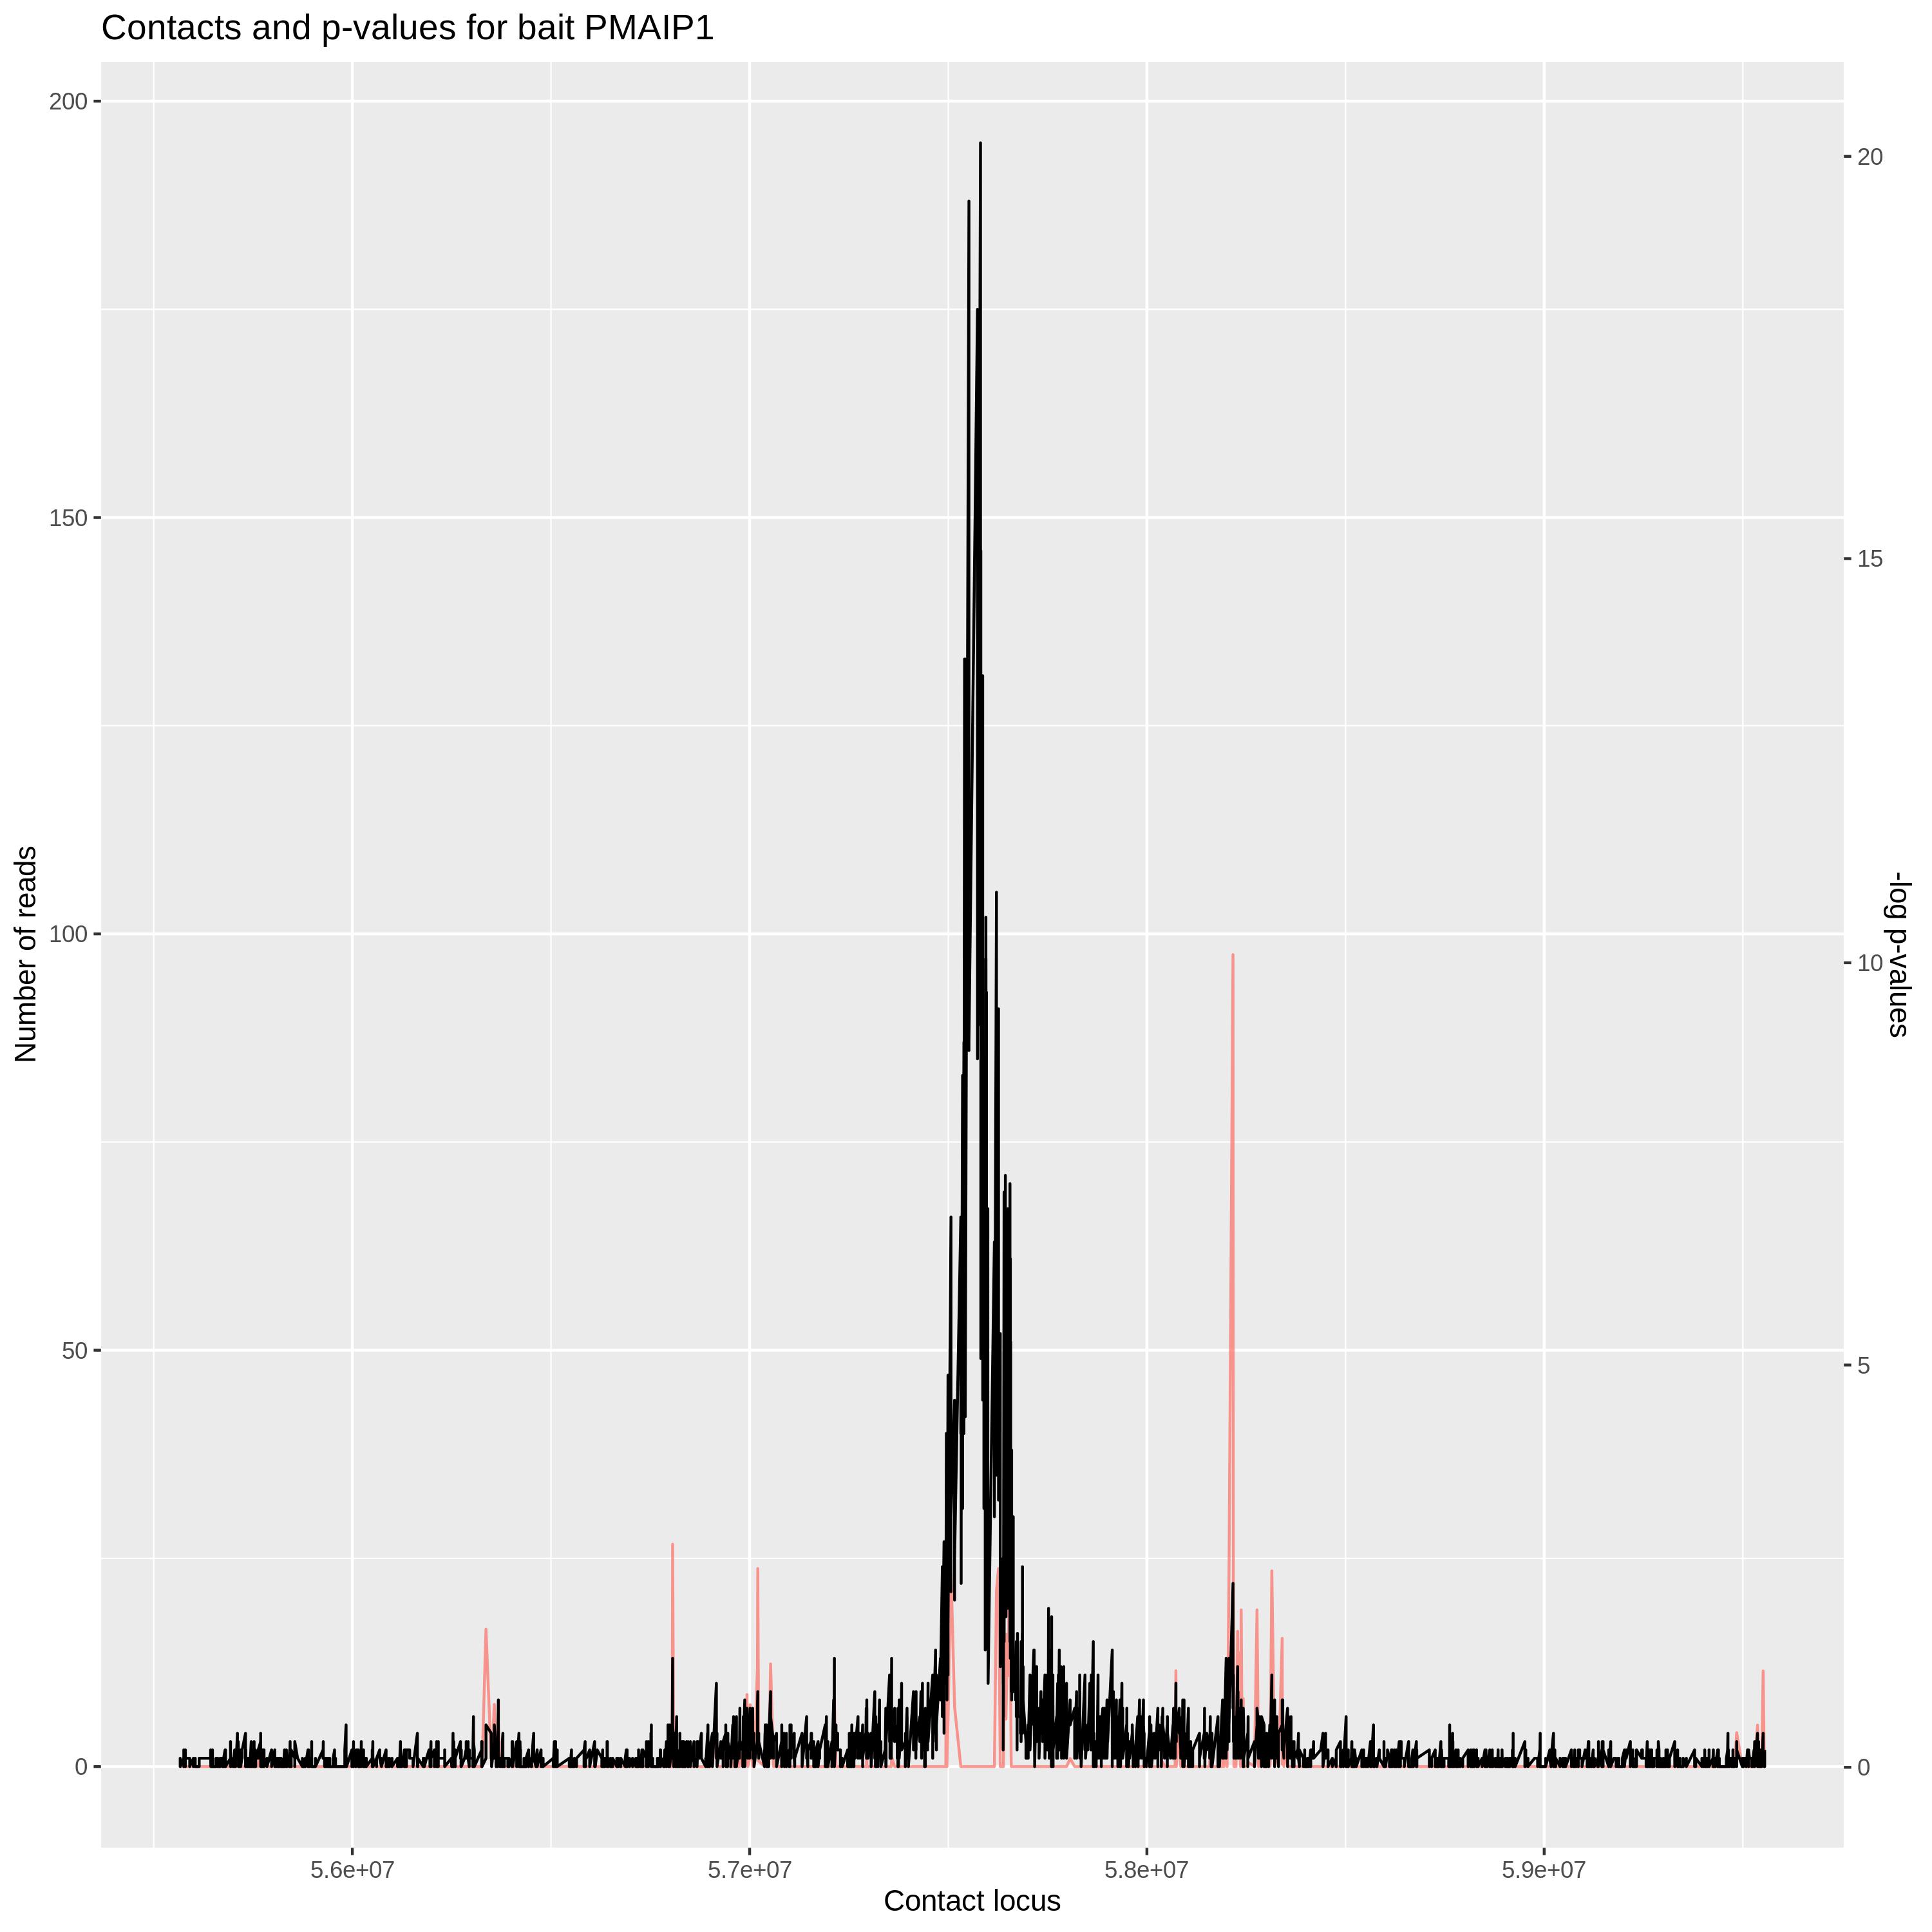 Contacts and p-values for bait PMAIP1
200
150
100
50
0
Number of reads
20
15
10
5
0
-log p-values
5.6e+07
5.7e+07
5.8e+07
5.9e+07
Contact locus